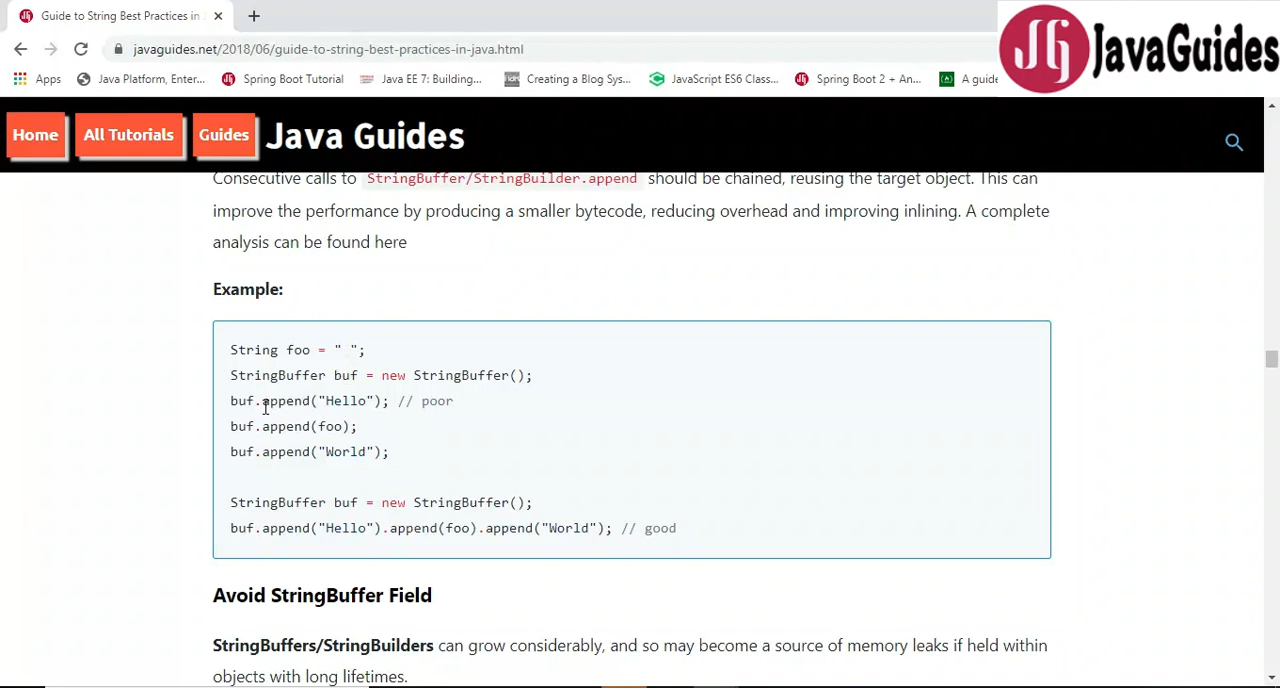 Guide to String Best Practices in
javaguides.net/2018/06/guide-to-string-best-practices-in-java.html
Apps Java Platform, Enter... Spring Boot Tutorial Java EE 7: Building... Creating a Blog Sys... JavaScript ES6 Class... Spring Boot 2 + An... A guide
JavaGuides
Home All Tutorials Guides Java Guides
Consecutive calls to StringBuffer/StringBuilder.append should be chained, reusing the target object. This can
improve the performance by producing a smaller bytecode, reducing overhead and improving inlining. A complete
analysis can be found here
Example:
String foo = " ";
StringBuffer buf = new StringBuffer();
buf.append("Hello"); // poor
buf.append(foo);
buf.append("World");
StringBuffer buf = new StringBuffer();
buf.append("Hello").append(foo).append("World"); // good
Avoid StringBuffer Field
StringBuffers/StringBuilders can grow considerably, and so may become a source of memory leaks if held within
objects with long lifetimes.